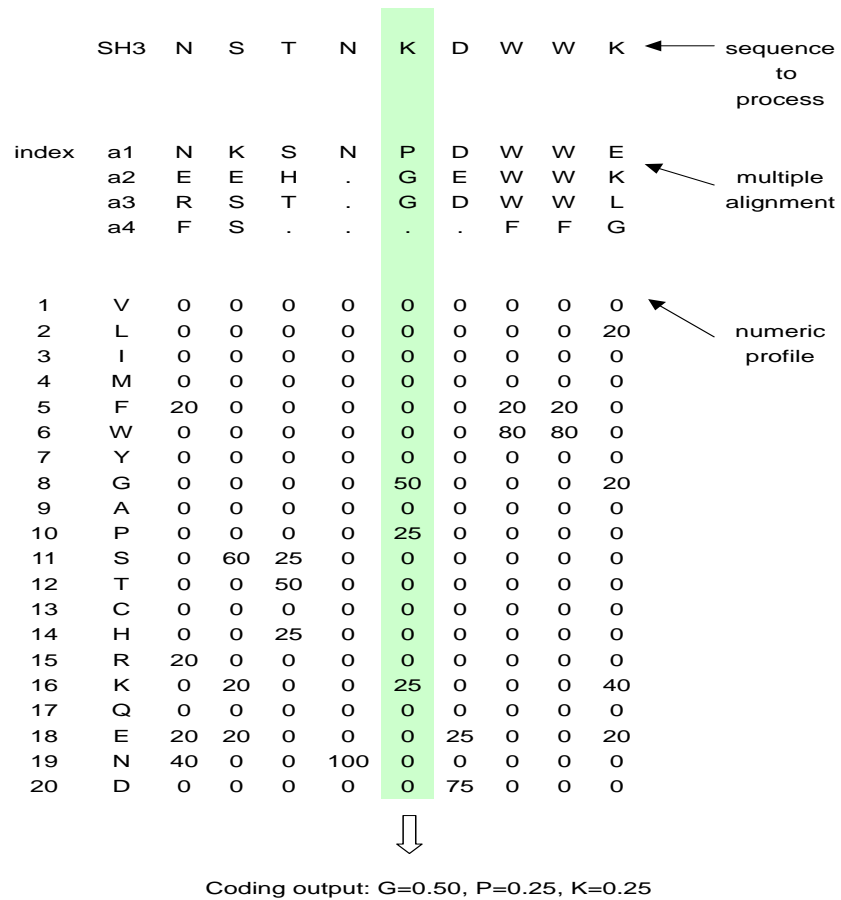 SH3 N S T N K D W W K sequence
to
process
index a1 N K S N P D W W E
a2 E E H . G E W W K multiple
a3 R S T . G D W W L alignment
a4 F S . . . . F F G
1 V 0 0 0 0 0 0 0 0 0
2 L 0 0 0 0 0 0 0 0 20 numeric
3 I 0 0 0 0 0 0 0 0 0 profile
4 M 0 0 0 0 0 0 0 0 0
5 F 20 0 0 0 0 0 20 20 0
6 W 0 0 0 0 0 0 80 80 0
7 Y 0 0 0 0 0 0 0 0 0
8 G 0 0 0 0 50 0 0 0 20
9 A 0 0 0 0 0 0 0 0 0
10 P 0 0 0 0 25 0 0 0 0
11 S 0 60 25 0 0 0 0 0 0
12 T 0 0 50 0 0 0 0 0 0
13 C 0 0 0 0 0 0 0 0 0
14 H 0 0 25 0 0 0 0 0 0
15 R 20 0 0 0 0 0 0 0 0
16 K 0 20 0 0 25 0 0 0 40
17 Q 0 0 0 0 0 0 0 0 0
18 E 20 20 0 0 0 25 0 0 20
19 N 40 0 0 100 0 0 0 0 0
20 D 0 0 0 0 0 75 0 0 0
Coding output: G=0.50, P=0.25, K=0.25